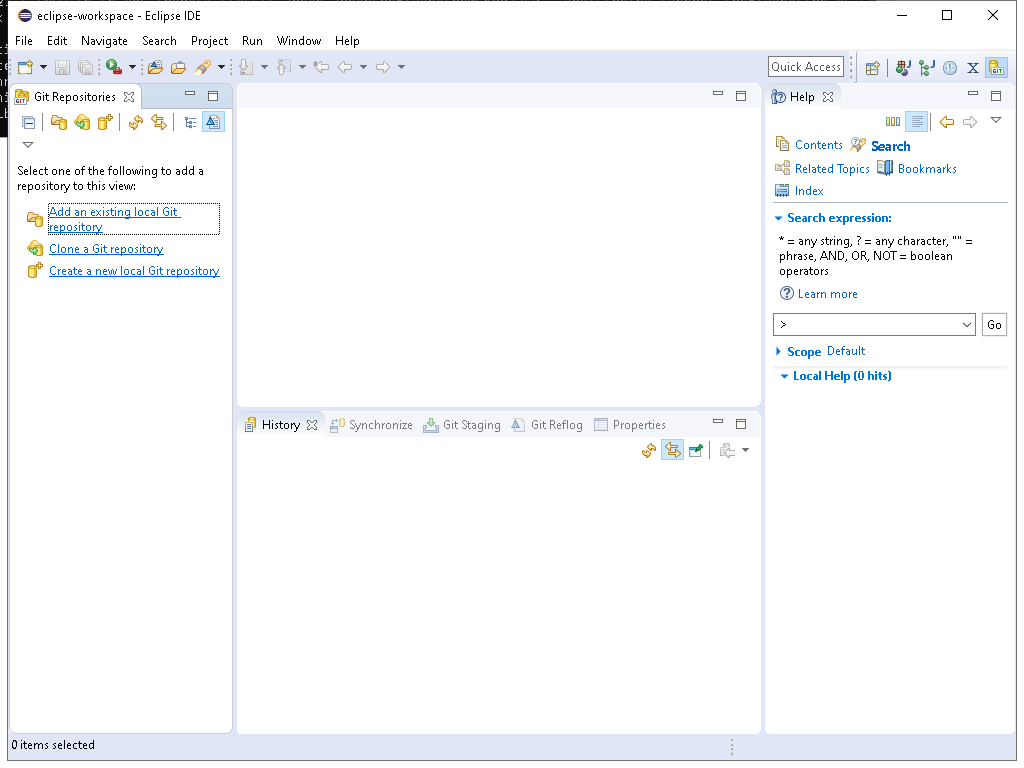 eclipse-workspace - Eclipse IDE
File Edit Navigate Search Project Run Window Help
Quick Access
Git Repositories
Select one of the following to add a
repository to this view:
Add an existing local Git
repository
Clone a Git repository
Create a new local Git repository
History Synchronize Git Staging Git Reflog Properties
Help
Contents Search
Related Topics Bookmarks
Index
Search expression:
* = any string, ? = any character, "" =
phrase, AND, OR, NOT = boolean
operators
Learn more
> Go
Scope Default
Local Help (0 hits)
0 items selected